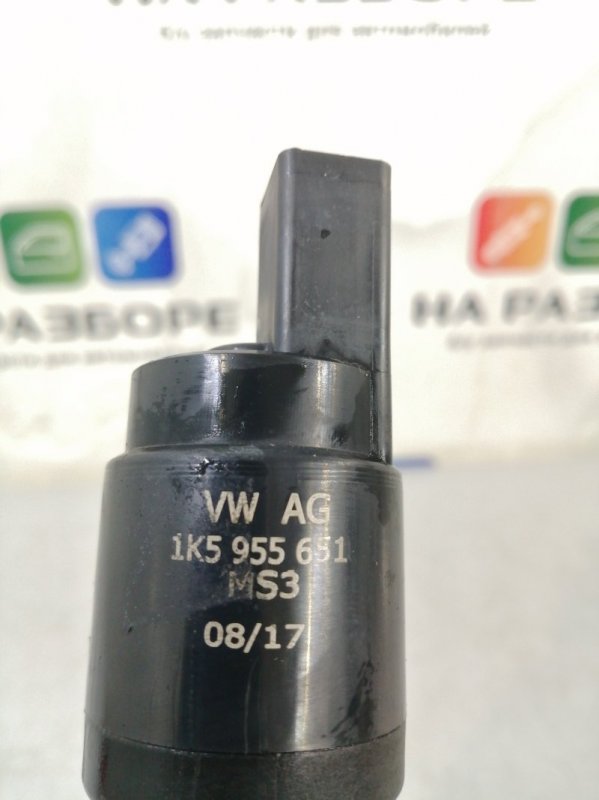 VW AG
1K5 955 651
MS3
08/17
РАЗБОРЕ
НА РАЗ